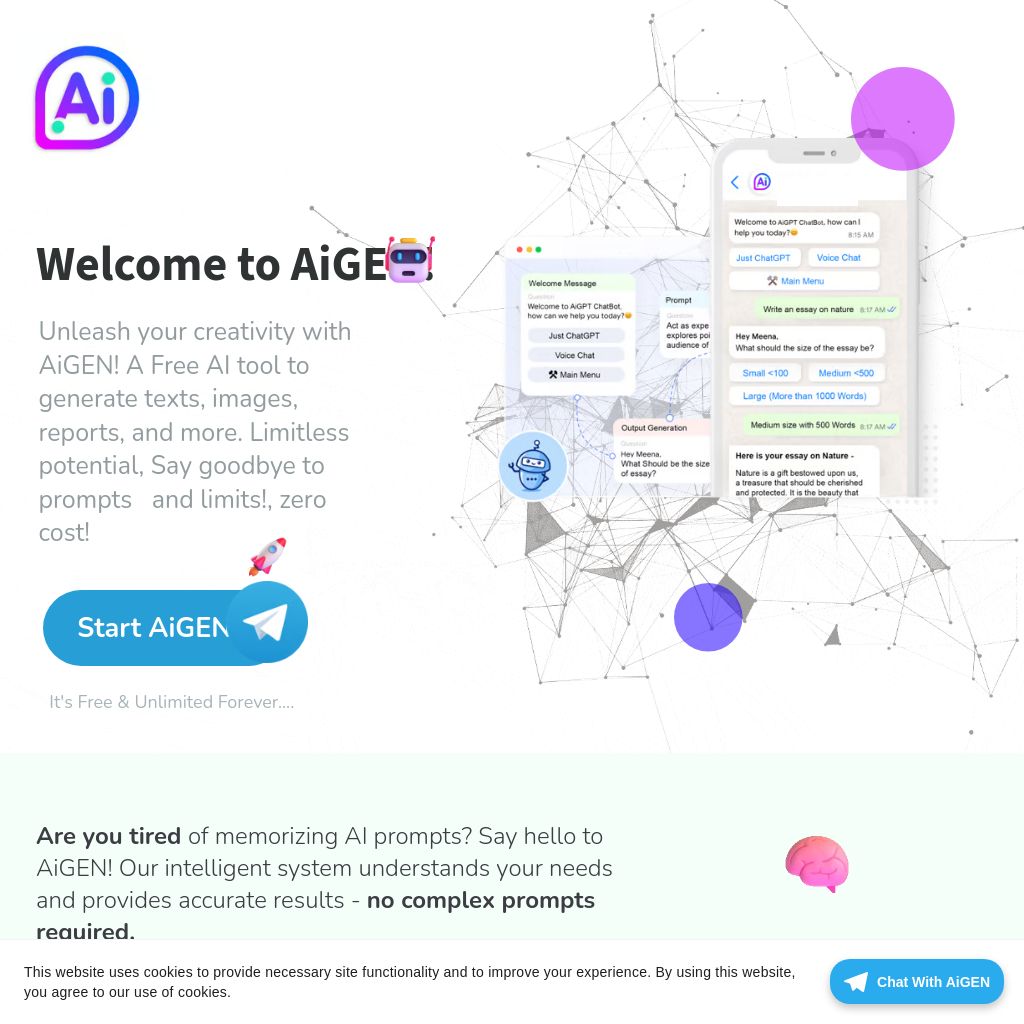 Ai
Welcome to AiGE
Unleash your creativity with
AiGEN! A Free AI tool to
generate texts, images,
reports, and more. Limitless
potential, Say goodbye to
prompts and limits!, zero
cost!
Start AiGEN
It's Free & Unlimited Forever....
Welcome Message
Question:
Welcome to AiGPT ChatBot,
how can we help you today?😊
Just ChatGPT
Voice Chat
🛠 Main Menu
Prompt
Question:
Act as expe
explores poi
audience of
Output Generation
Question:
Hey Meena,
What Should be the size
of essay?
Ai
Welcome to AiGPT ChatBot, how can I
help you today?😊
8:15 AM
Just ChatGPT
Voice Chat
🛠 Main Menu
Write an essay on nature 8:17 AM
Hey Meena,
What should the size of the essay be?
Small <100
Medium <500
Large (More than 1000 Words)
Medium size with 500 Words 8:17 AM
Here is your essay on Nature -
Nature is a gift bestowed upon us,
a treasure that should be cherished
and protected. It is the beauty that
Are you tired of memorizing AI prompts? Say hello to
AiGEN! Our intelligent system understands your needs
and provides accurate results - no complex prompts
required.
This website uses cookies to provide necessary site functionality and to improve your experience. By using this website,
you agree to our use of cookies.
Chat With AiGEN